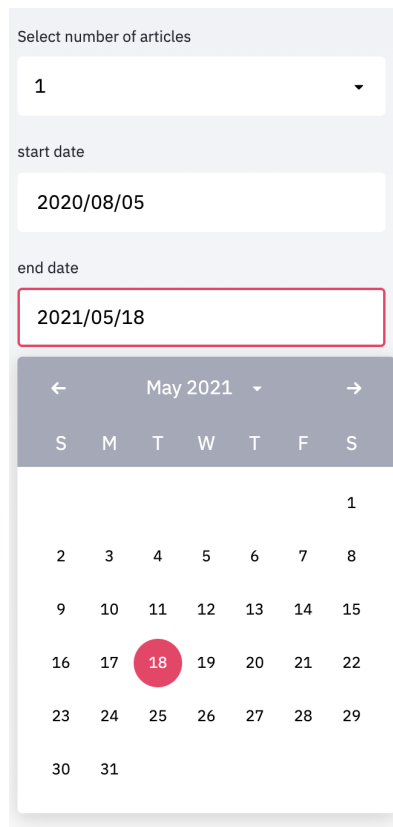 Select number of articles
1
start date
2020/08/05
end date
2021/05/18
May 2021
S M T W T F S
1
2 3 4 5 6 7 8
9 10 11 12 13 14 15
16 17 18 19 20 21 22
23 24 25 26 27 28 29
30 31